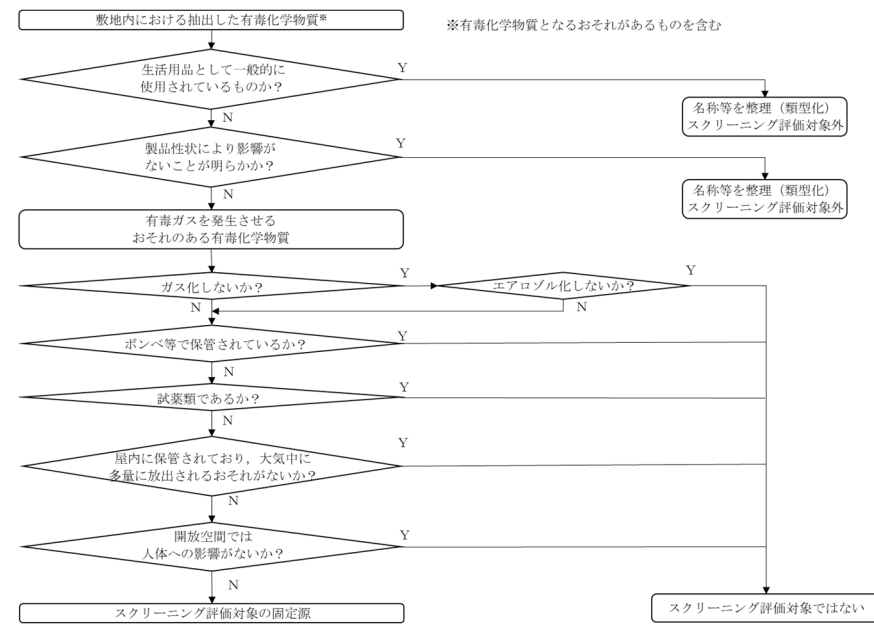 敷地内における抽出した有毒化学物質※
※有毒化学物質となるおそれがあるものを含む
生活用品として一般的に
使用されているものか？
Y
N
名称等を整理（類型化）
スクリーニング評価対象外
製品性状により影響が
ないことが明らかか？
Y
N
名称等を整理（類型化）
スクリーニング評価対象外
有毒ガスを発生させる
おそれのある有毒化学物質
ガス化しないか？
Y
N
エアロゾル化しないか？
Y
N
ボンベ等で保管されているか？
Y
N
試薬類であるか？
Y
N
屋内に保管されており，大気中に
多量に放出されるおそれがないか？
Y
N
開放空間では
人体への影響がないか？
Y
N
スクリーニング評価対象の固定源
スクリーニング評価対象ではない